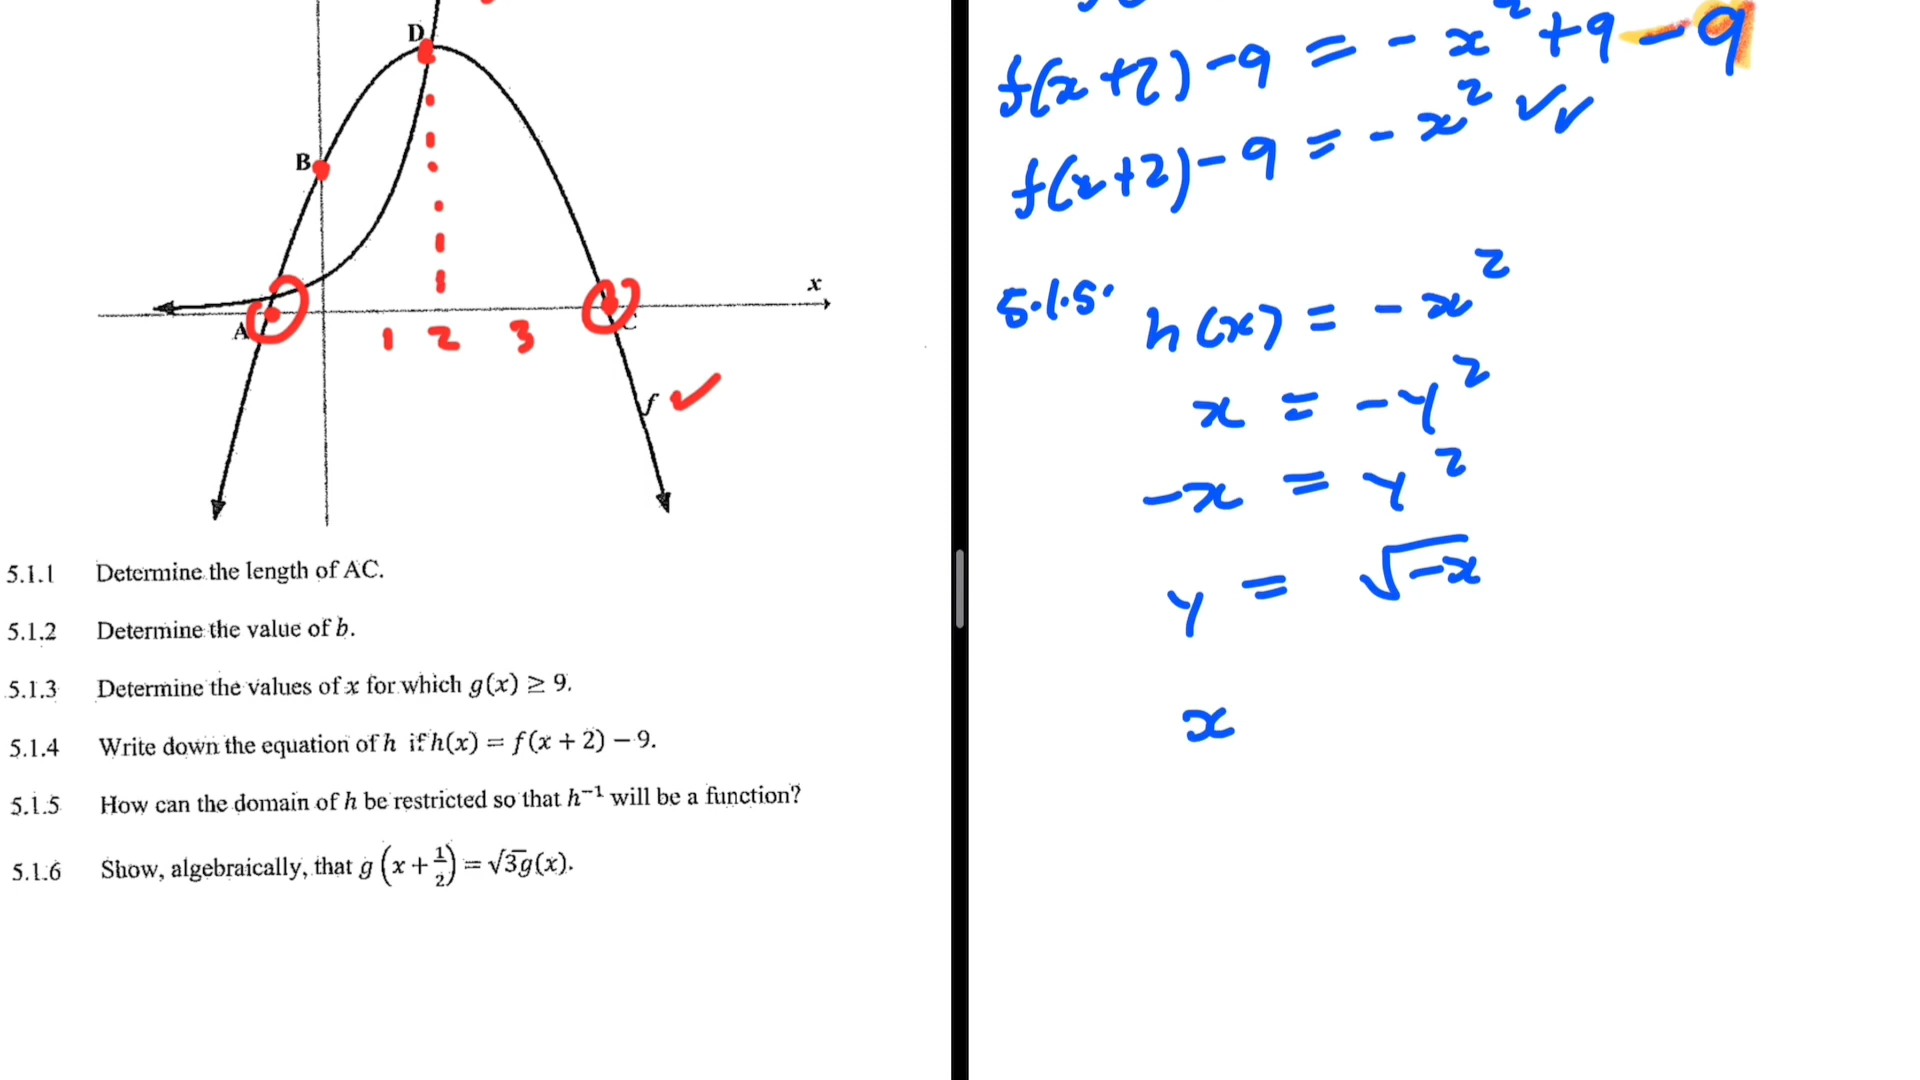 D
B
x
A
C
1 2 3
f
5.1.1 Determine the length of AC.
5.1.2 Determine the value of b.
5.1.3 Determine the values of x for which g(x) ≥ 9.
5.1.4 Write down the equation of h if h(x) = f(x + 2) − 9.
5.1.5 How can the domain of h be restricted so that h⁻¹ will be a function?
5.1.6 Show, algebraically, that g (x + 1/2) = √3g(x).
f(x+2) -9 = - x² +9 - 9
f(x+2) - 9 = - x²
5.1.5. h(x) = - x²
x = - y²
-x = y²
y = √-x
x